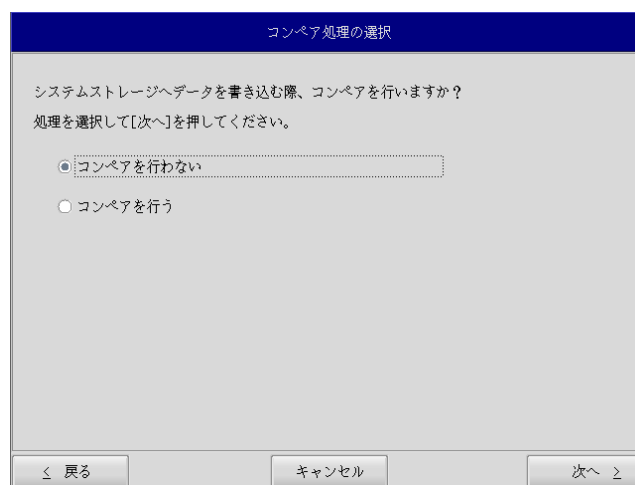 コンペア処理の選択
システムストレージへデータを書き込む際、コンペアを行いますか？
処理を選択して[次へ]を押してください。
コンペアを行わない
コンペアを行う
< 戻る
キャンセル
次へ >